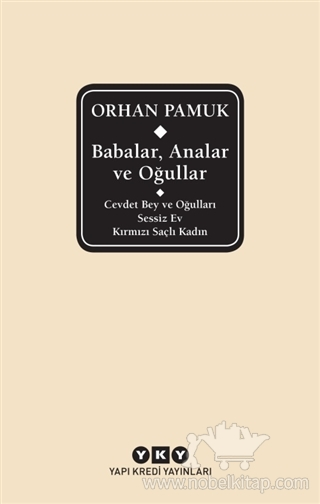 ORHAN PAMUK
Babalar, Analar
ve Oğullar
Cevdet Bey ve Oğulları
Sessiz Ev
Kırmızı Saçlı Kadın
YKY
YAPI KREDİ YAYINLARI
www.nobelkitap.com